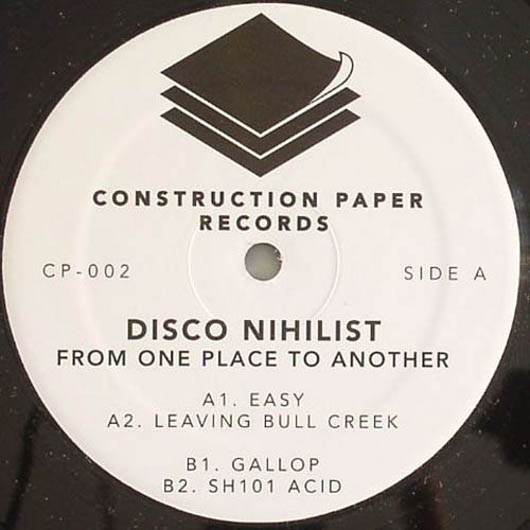 CONSTRUCTION PAPER
RECORDS
CP-002
SIDE A
DISCO NIHILIST
FROM ONE PLACE TO ANOTHER
A1. EASY
A2. LEAVING BULL CREEK
B1. GALLOP
B2. SH101 ACID